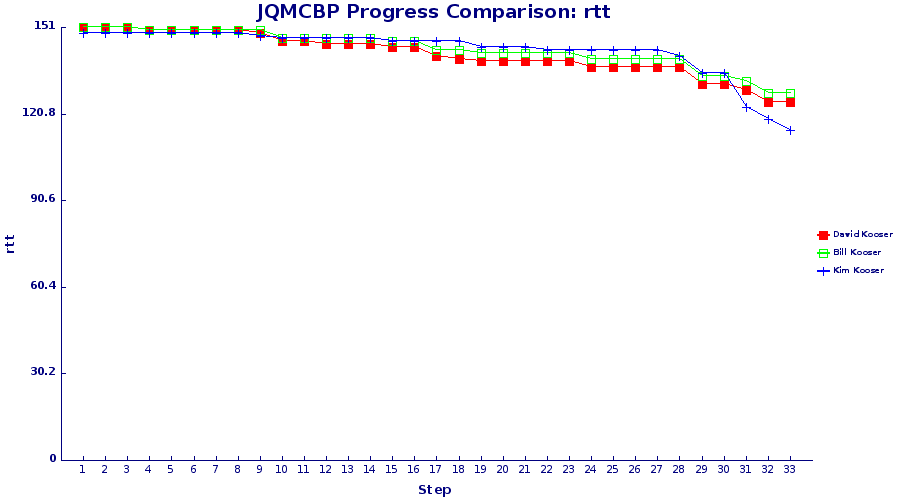 JQMCBP Progress Comparison: rtt
151
120.8
90.6
60.4
30.2
0
rtt
1 2 3 4 5 6 7 8 9 10 11 12 13 14 15 16 17 18 19 20 21 22 23 24 25 26 27 28 29 30 31 32 33
Step
David Kooser
Bill Kooser
Kim Kooser